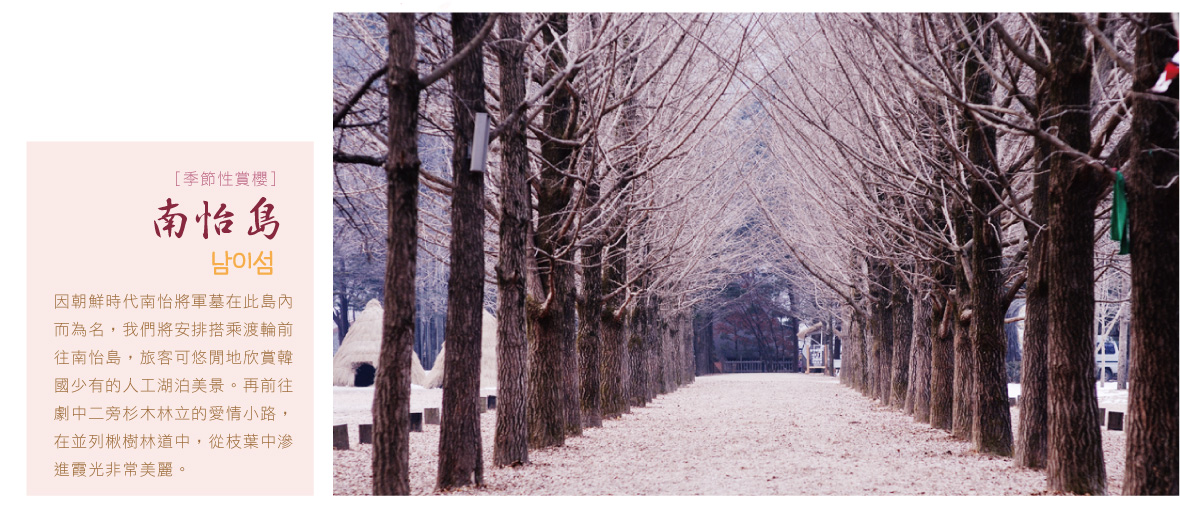 [季節性賞櫻]
南怡島
남이섬
因朝鮮時代南怡將軍墓在此島內
而為名，我們將安排搭乘渡輪前
往南怡島，旅客可悠閒地欣賞韓
國少有的人工湖泊美景。再前往
劇中二旁杉木林立的愛情小路，
在並列楸樹林道中，從枝葉中滲
進霞光非常美麗。